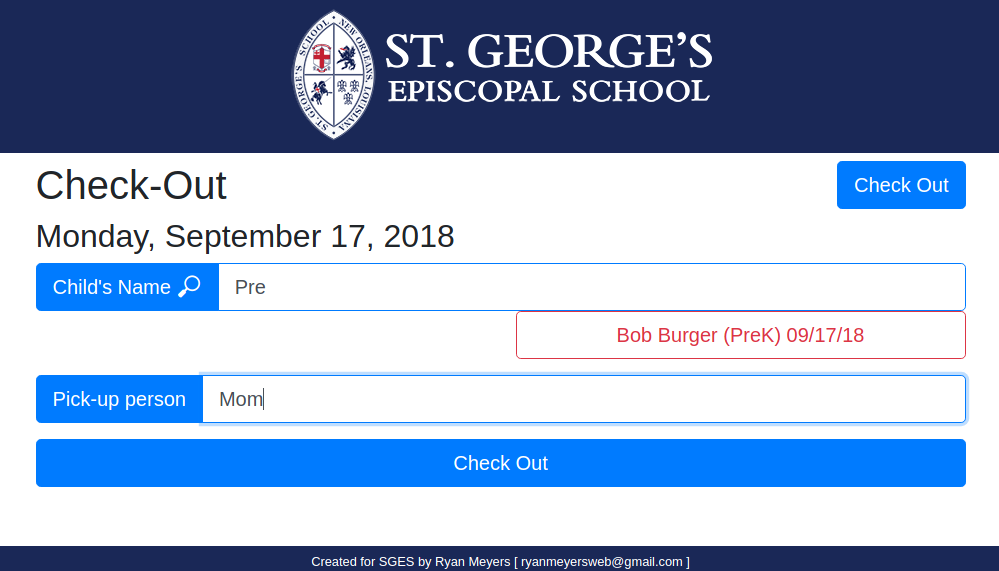 ST. GEORGE'S SCHOOL NEW ORLEANS, LOUISIANA
ST. GEORGE’S
EPISCOPAL SCHOOL
Check-Out
Check Out
Monday, September 17, 2018
Child's Name
Pre
Bob Burger (PreK) 09/17/18
Pick-up person
Mom
Check Out
Created for SGES by Ryan Meyers [ ryanmeyersweb@gmail.com ]